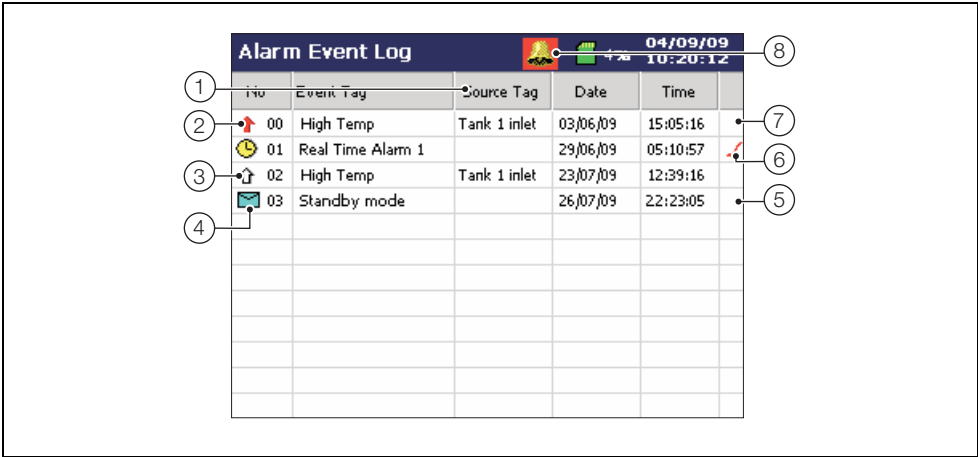 Alarm Event Log 4% 04/09/09
10:20:12
8
1
No Event Tag Source Tag Date Time
2 00 High Temp Tank 1 inlet 03/06/09 15:05:16 7
01 Real Time Alarm 1 29/06/09 05:10:57 6
3 02 High Temp Tank 1 inlet 23/07/09 12:39:16
03 Standby mode 26/07/09 22:23:05 5
4